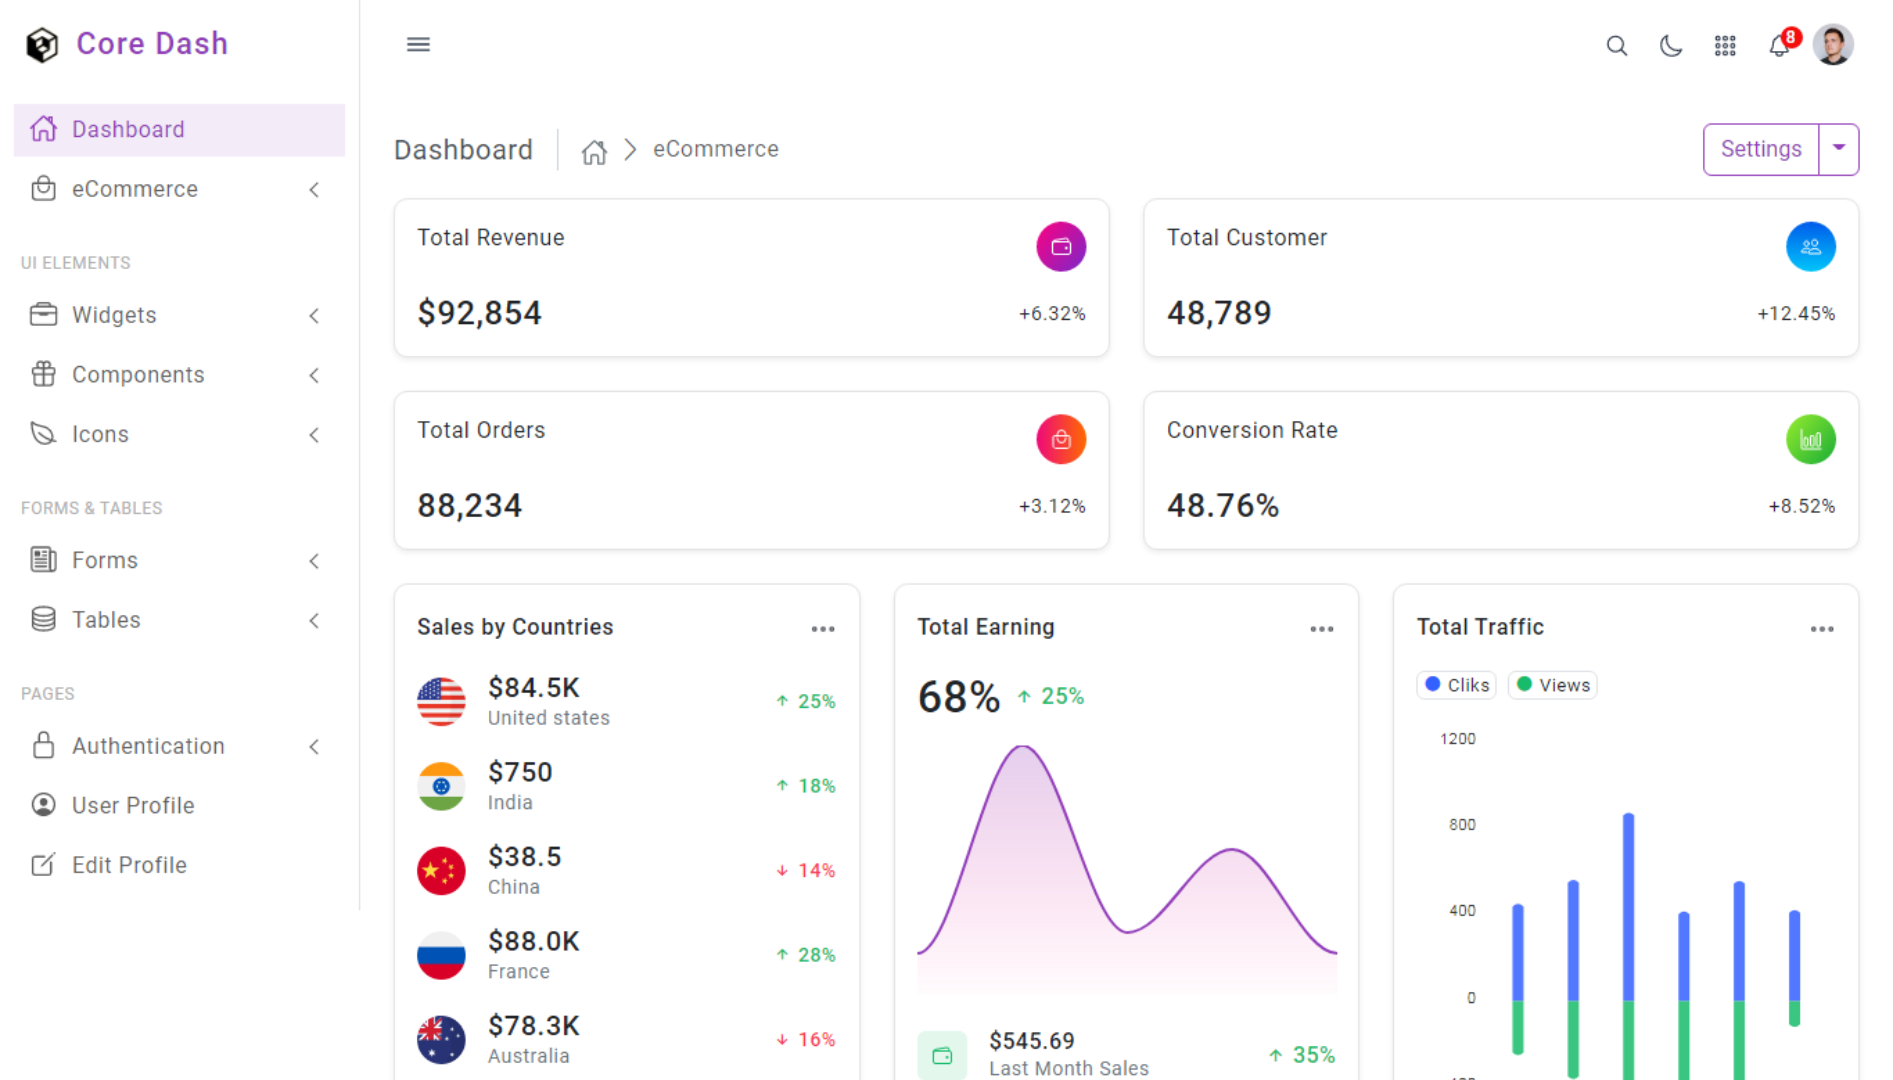 Core Dash
8
Dashboard
eCommerce
UI ELEMENTS
Widgets
Components
Icons
FORMS & TABLES
Forms
Tables
PAGES
Authentication
User Profile
Edit Profile
Dashboard
eCommerce
Settings
Total Revenue
$92,854
+6.32%
Total Customer
48,789
+12.45%
Total Orders
88,234
+3.12%
Conversion Rate
48.76%
+8.52%
Sales by Countries
$84.5K
United states
25%
$750
India
18%
$38.5
China
14%
$88.0K
France
28%
$78.3K
Australia
16%
Total Earning
68%
25%
$545.69
Last Month Sales
35%
Total Traffic
Cliks
Views
1200
800
400
0